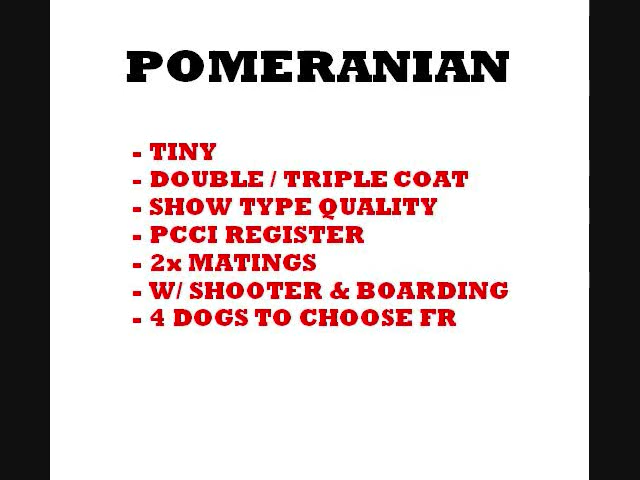 POMERANIAN
- TINY
- DOUBLE / TRIPLE COAT
- SHOW TYPE QUALITY
- PCCI REGISTER
- 2x MATINGS
- W/ SHOOTER & BOARDING
- 4 DOGS TO CHOOSE FR